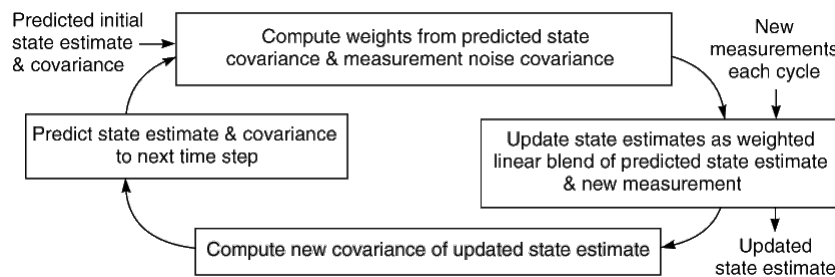 Predicted initial
state estimate
& covariance
Compute weights from predicted state
covariance & measurement noise covariance
New
measurements
each cycle
Predict state estimate & covariance
to next time step
Update state estimates as weighted
linear blend of predicted state estimate
& new measurement
Compute new covariance of updated state estimate
Updated
state estimate